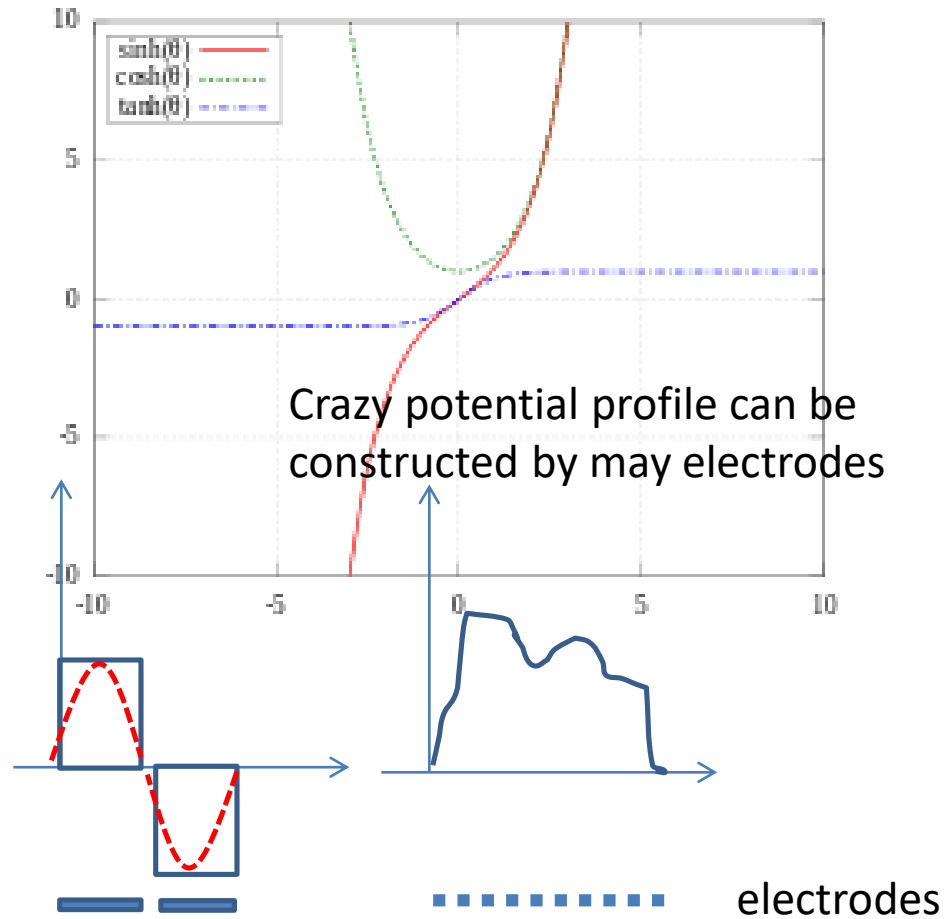 10
sinh(θ)
cosh(θ)
tanh(θ)
5
0
Crazy potential profile can be
-5
constructed by may electrodes
-10
-10 -5 0 5 10
electrodes